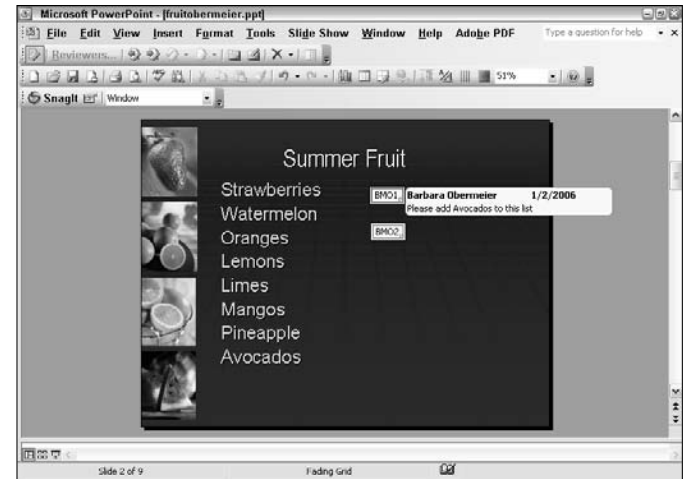 Microsoft PowerPoint - [fruitobermeier.ppt]
File Edit View Insert Format Tools Slide Show Window Help Adobe PDF Type a question for help
Reviewers...
51%
SnagIt Window
Summer Fruit
Strawberries
BMO1 Barbara Obermeier 1/2/2006
Please add Avocados to this list
Watermelon
BMO2
Oranges
Lemons
Limes
Mangos
Pineapple
Avocados
Slide 2 of 9 Fading Grid